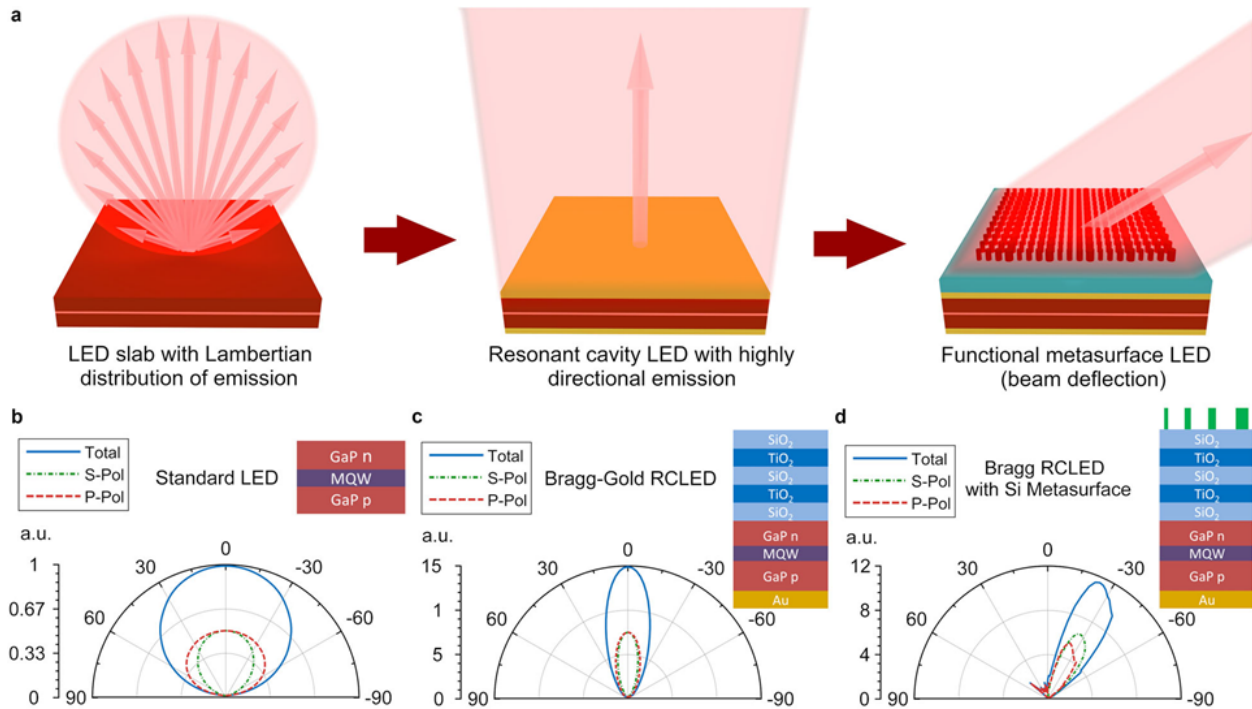 a
LED slab with Lambertian
distribution of emission
Resonant cavity LED with highly
directional emission
Functional metasurface LED
(beam deflection)
b
Total
S-Pol
P-Pol
Standard LED
GaP n
MQW
GaP p
a.u.
1
0.67
0.33
0
90
60
30
0
-30
-60
-90
c
Total
S-Pol
P-Pol
Bragg-Gold RCLED
SiO₂
TiO₂
SiO₂
TiO₂
SiO₂
GaP n
MQW
GaP p
Au
a.u.
15
1
5
0
90
60
30
0
-30
-60
-90
d
Total
S-Pol
P-Pol
Bragg RCLED
with Si Metasurface
SiO₂
TiO₂
SiO₂
TiO₂
SiO₂
GaP n
MQW
GaP p
Au
a.u.
12
8
4
0
90
60
30
0
-30
-60
-90